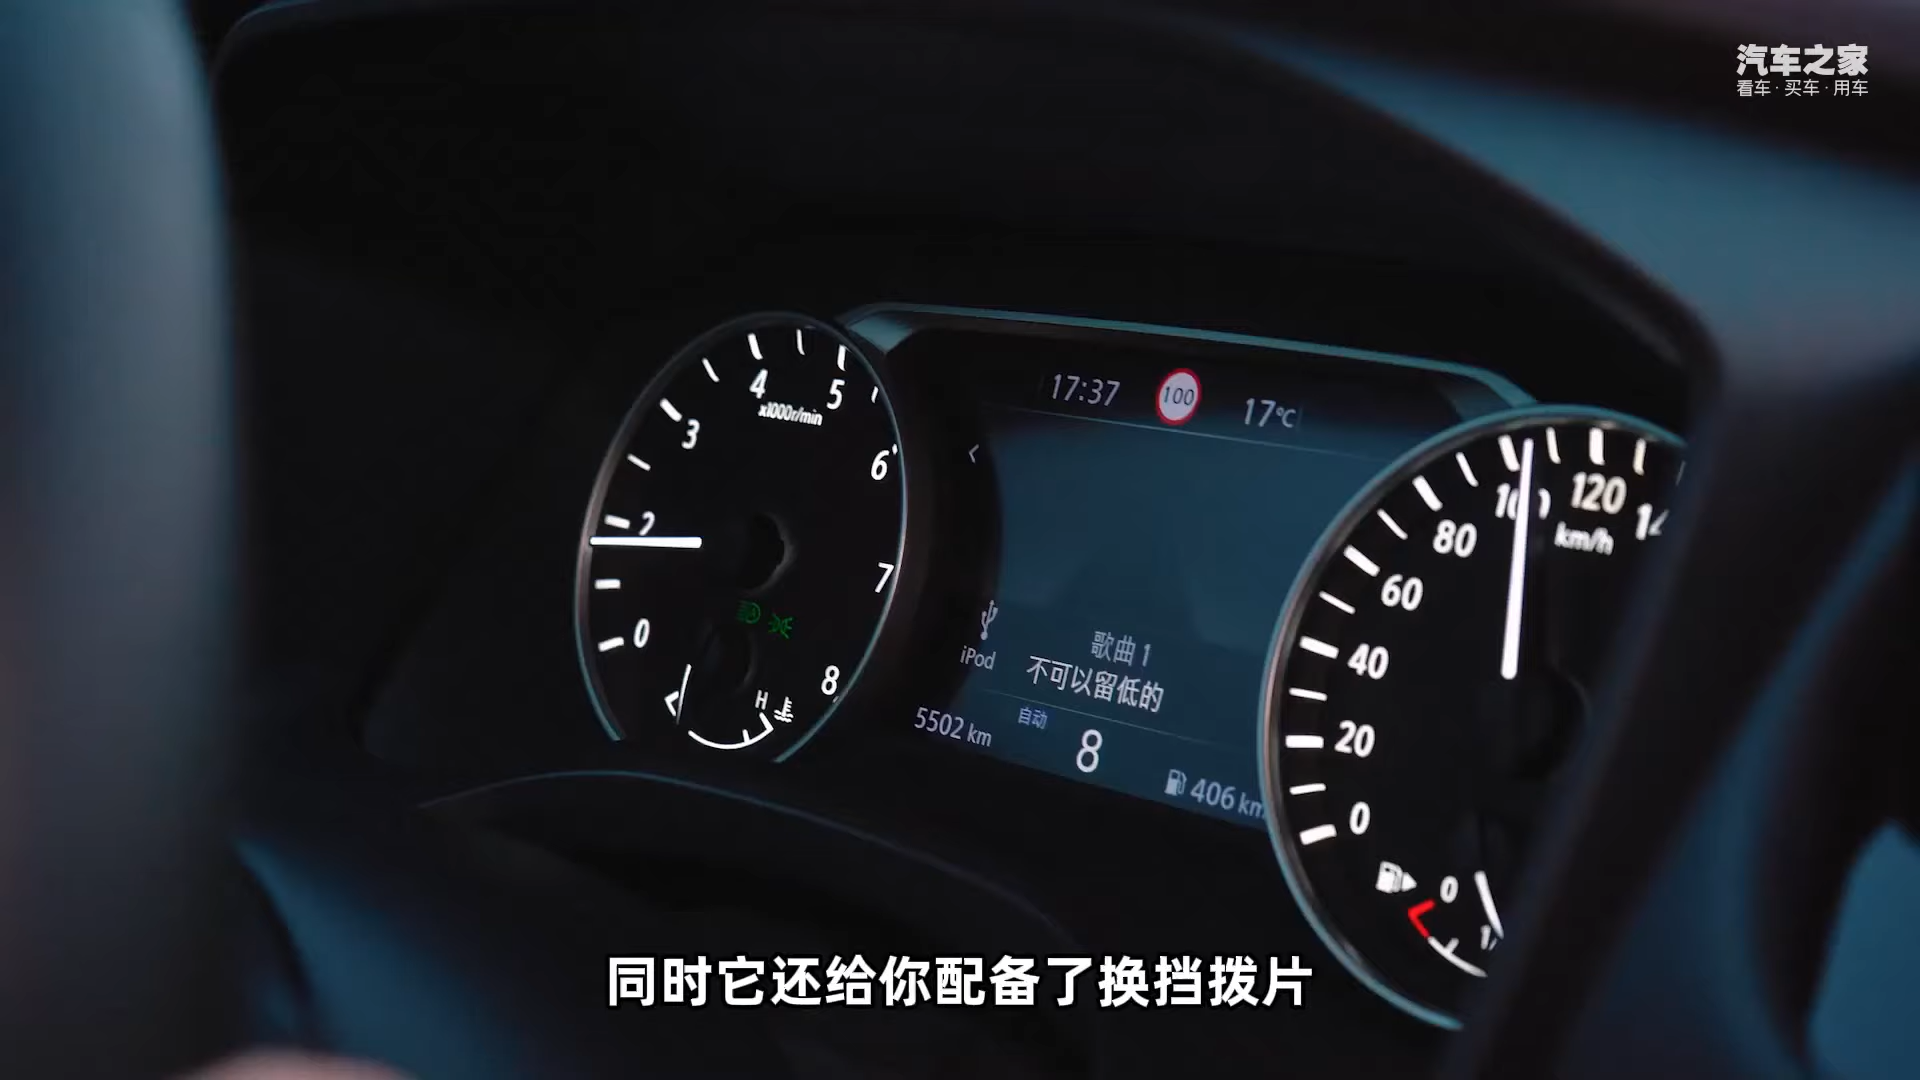 汽车之家
看车·买车·用车
17:37
100
17℃
4
5
x1000r/min
3
6
2
7
0
8
H
iPod
歌曲 1
不可以留低的
5502 km
自动
8
406 km
120
80
km/h
60
40
20
0
0
同时它还给你配备了换挡拨片